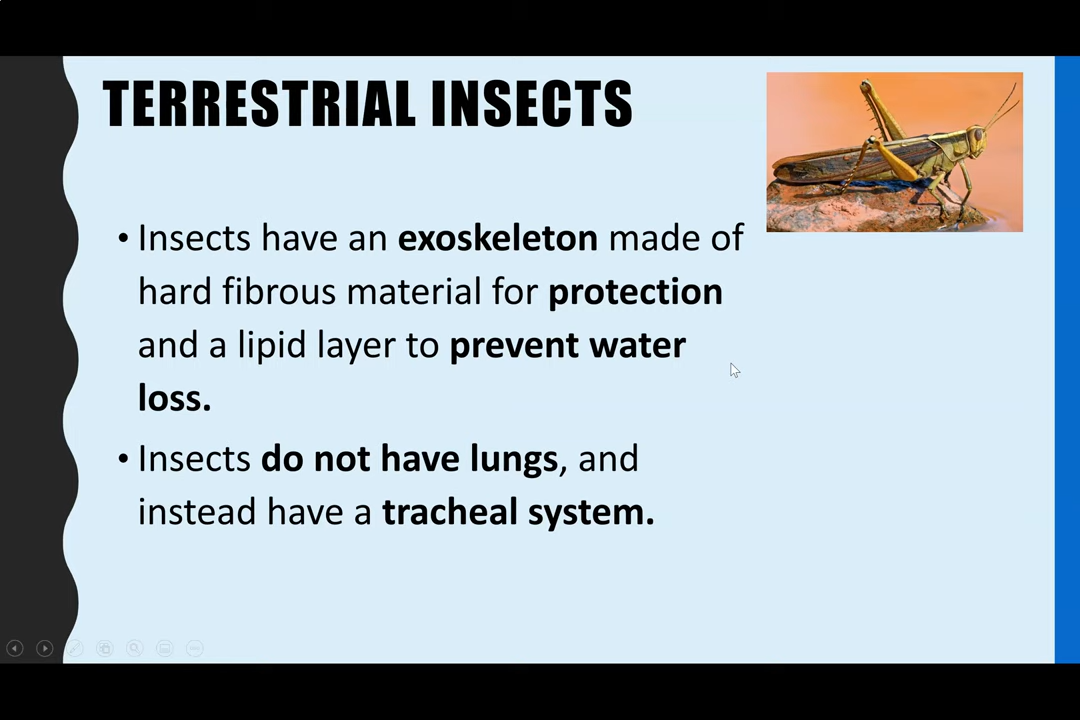 TERRESTRIAL INSECTS
• Insects have an exoskeleton made of
hard fibrous material for protection
and a lipid layer to prevent water
loss.
• Insects do not have lungs, and
instead have a tracheal system.